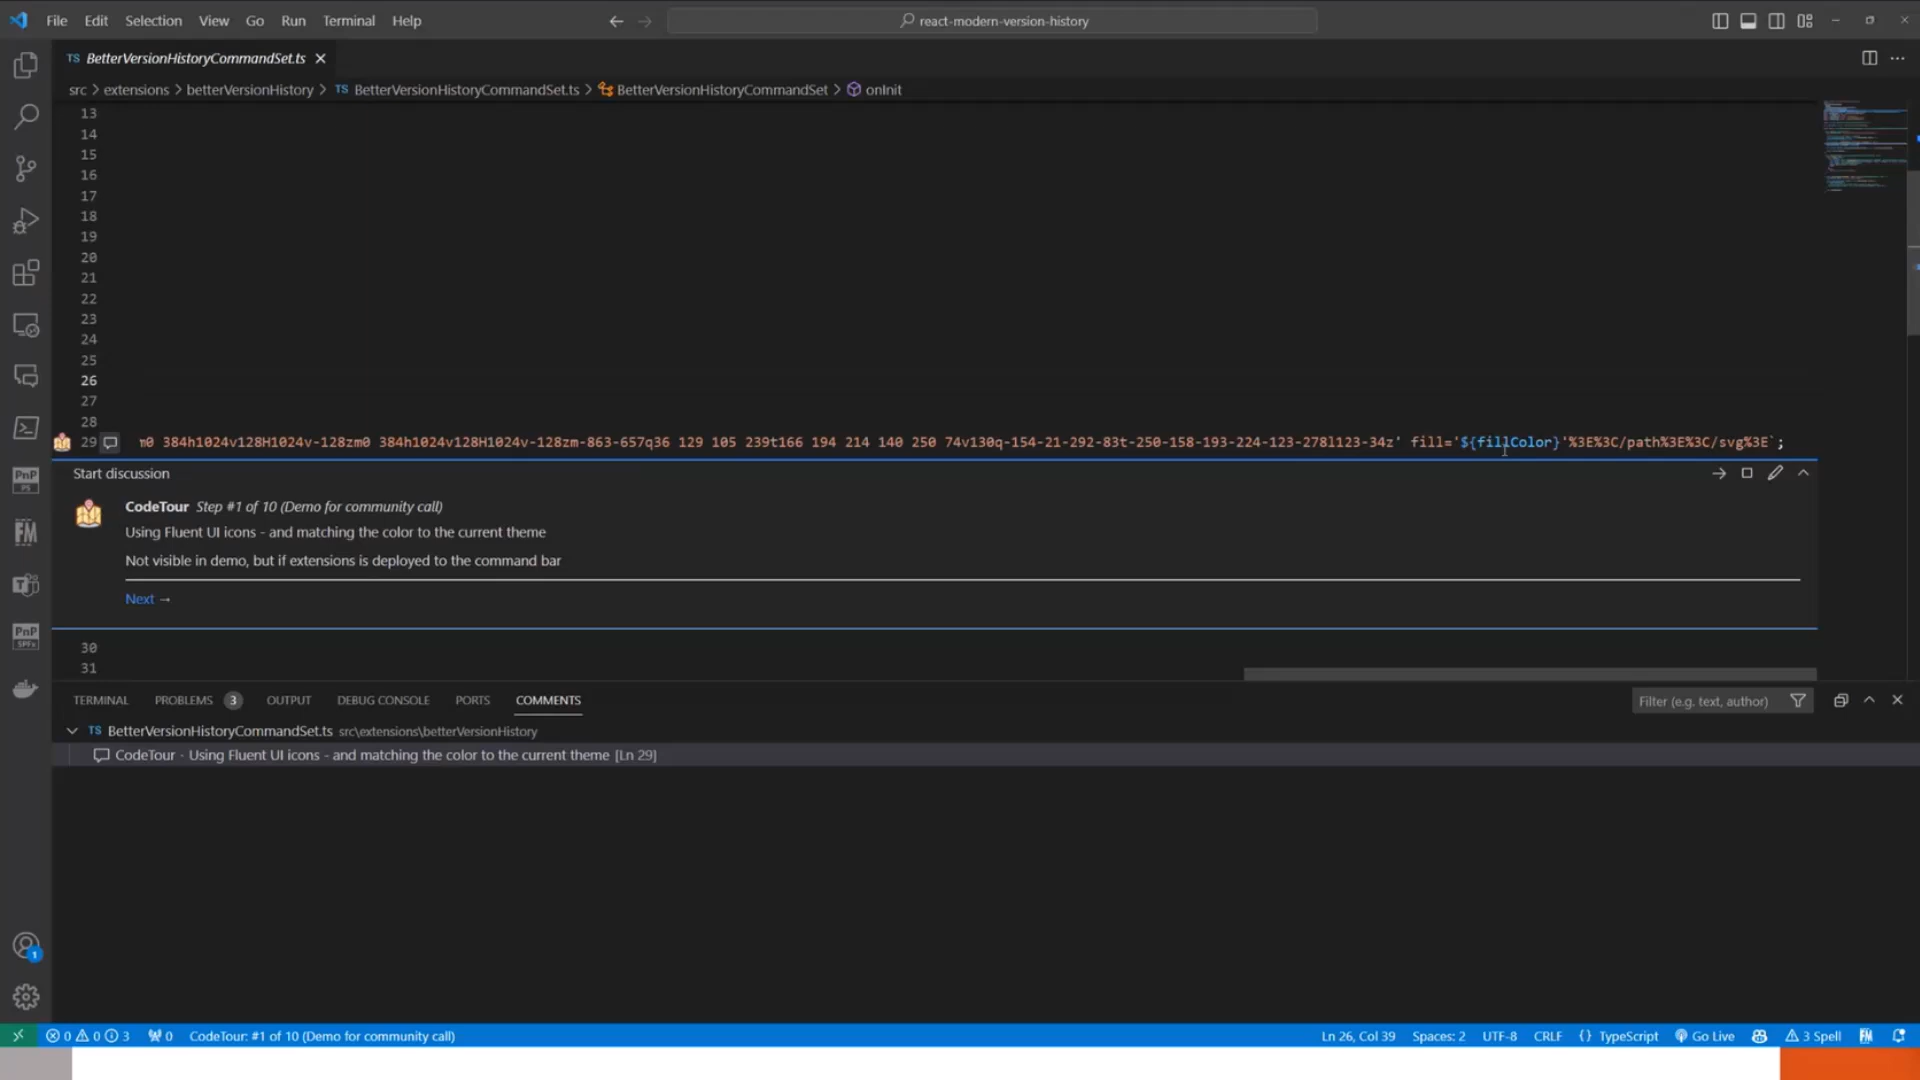 File Edit Selection View Go Run Terminal Help react-modern-version-history
TS BetterVersionHistoryCommandSet.ts
src > extensions > betterVersionHistory > TS BetterVersionHistoryCommandSet.ts > BetterVersionHistoryCommandSet > onInit
13
14
15
16
17
18
19
20
21
22
23
24
25
26
27
28
29 m0 384h1024v128H1024v-128zm0 384h1024v128H1024v-128zm-863-657q36 129 105 239t166 194 214 140 250 74v130q-154-21-292-83t-250-158-193-224-123-278l123-34z' fill='${fillColor}'%3E%3C/path%3E%3C/svg%3E`;
Start discussion
CodeTour Step #1 of 10 (Demo for community call)
Using Fluent UI icons - and matching the color to the current theme
Not visible in demo, but if extensions is deployed to the command bar
Next →
30
31
TERMINAL PROBLEMS 3 OUTPUT DEBUG CONSOLE PORTS COMMENTS Filter (e.g. text, author)
TS BetterVersionHistoryCommandSet.ts src\extensions\betterVersionHistory
CodeTour · Using Fluent UI icons - and matching the color to the current theme [Ln 29]
PnP
PS
FM
PnP
SPFx
1
0 0 3 0 CodeTour: #1 of 10 (Demo for community call) Ln 26, Col 39 Spaces: 2 UTF-8 CRLF {} TypeScript Go Live 3 Spell FM